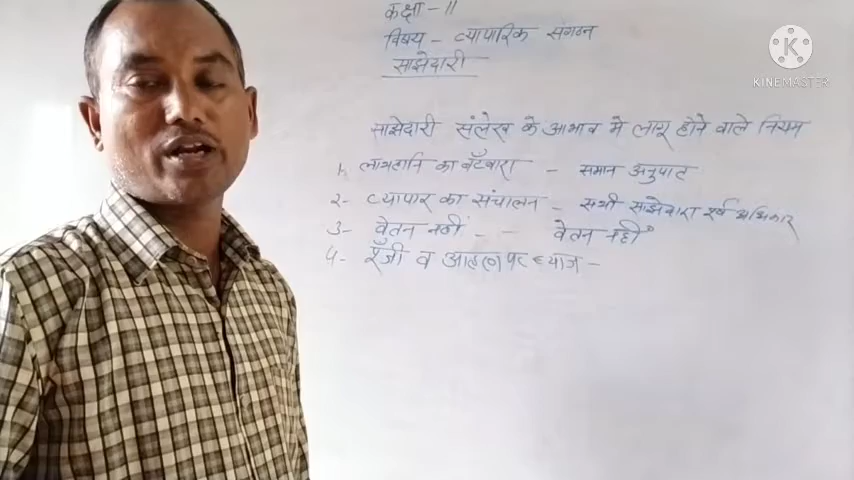 कक्षा - 11
विषय - व्यापारिक संगठन
साझेदारी
साझेदारी संलेख के आभाव मे लागू होने वाले नियम
1. लाभहानि का बँटवारा - समान अनुपात
2- व्यापार का संचालन - सभी साझेदारा अधिकार
3- वेतन नहीं - - वेतन नहीं
4- पूँजी व आहरण पर ब्याज -
K
KINEMASTER